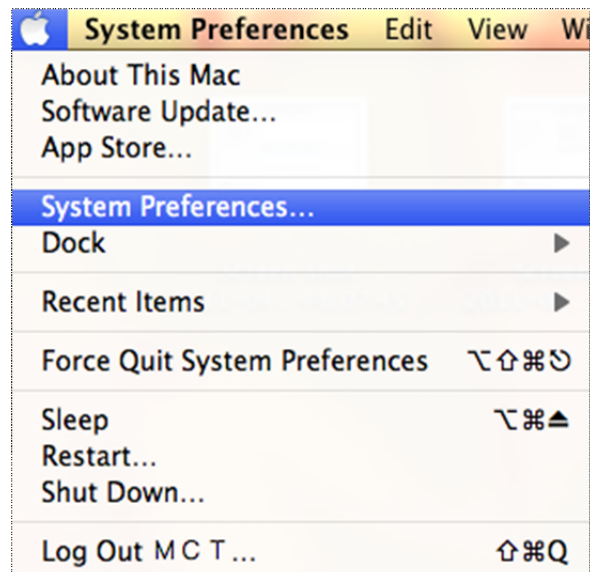 System Preferences Edit View Wi
About This Mac
Software Update...
App Store...
System Preferences...
Dock ▶
Recent Items ▶
Force Quit System Preferences ⌥⇧⌘⎋
Sleep ⌥⌘⏏
Restart...
Shut Down...
Log Out M C T ... ⇧⌘Q